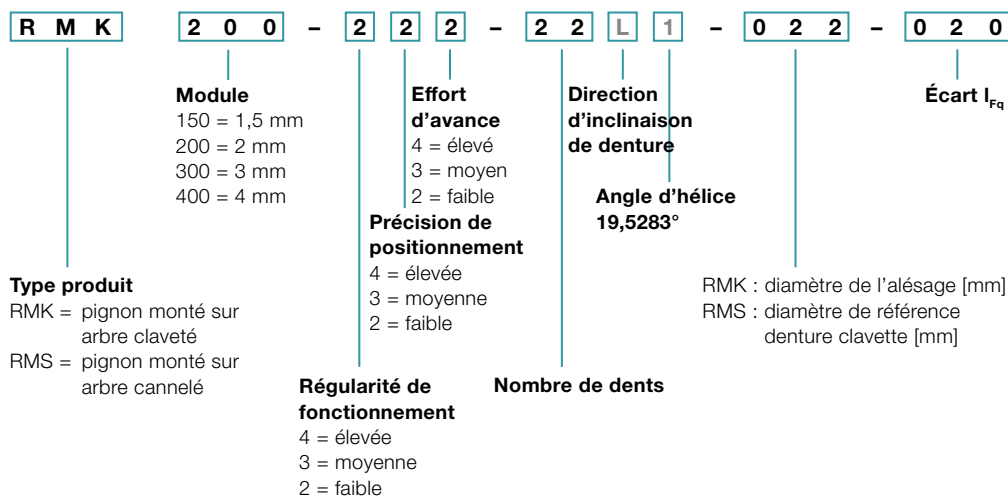 R M K 2 0 0 – 2 2 2 – 2 2 L 1 – 0 2 2 – 0 2 0
Module
150 = 1,5 mm
200 = 2 mm
300 = 3 mm
400 = 4 mm
Effort
d’avance
4 = élevé
3 = moyen
2 = faible
Direction
d’inclinaison
de denture
Écart l_Fq
Angle d’hélice
19,5283°
Précision de
positionnement
4 = élevée
3 = moyenne
2 = faible
Type produit
RMK = pignon monté sur
arbre claveté
RMS = pignon monté sur
arbre cannelé
RMK : diamètre de l’alésage [mm]
RMS : diamètre de référence
denture clavette [mm]
Régularité de
fonctionnement
4 = élevée
3 = moyenne
2 = faible
Nombre de dents